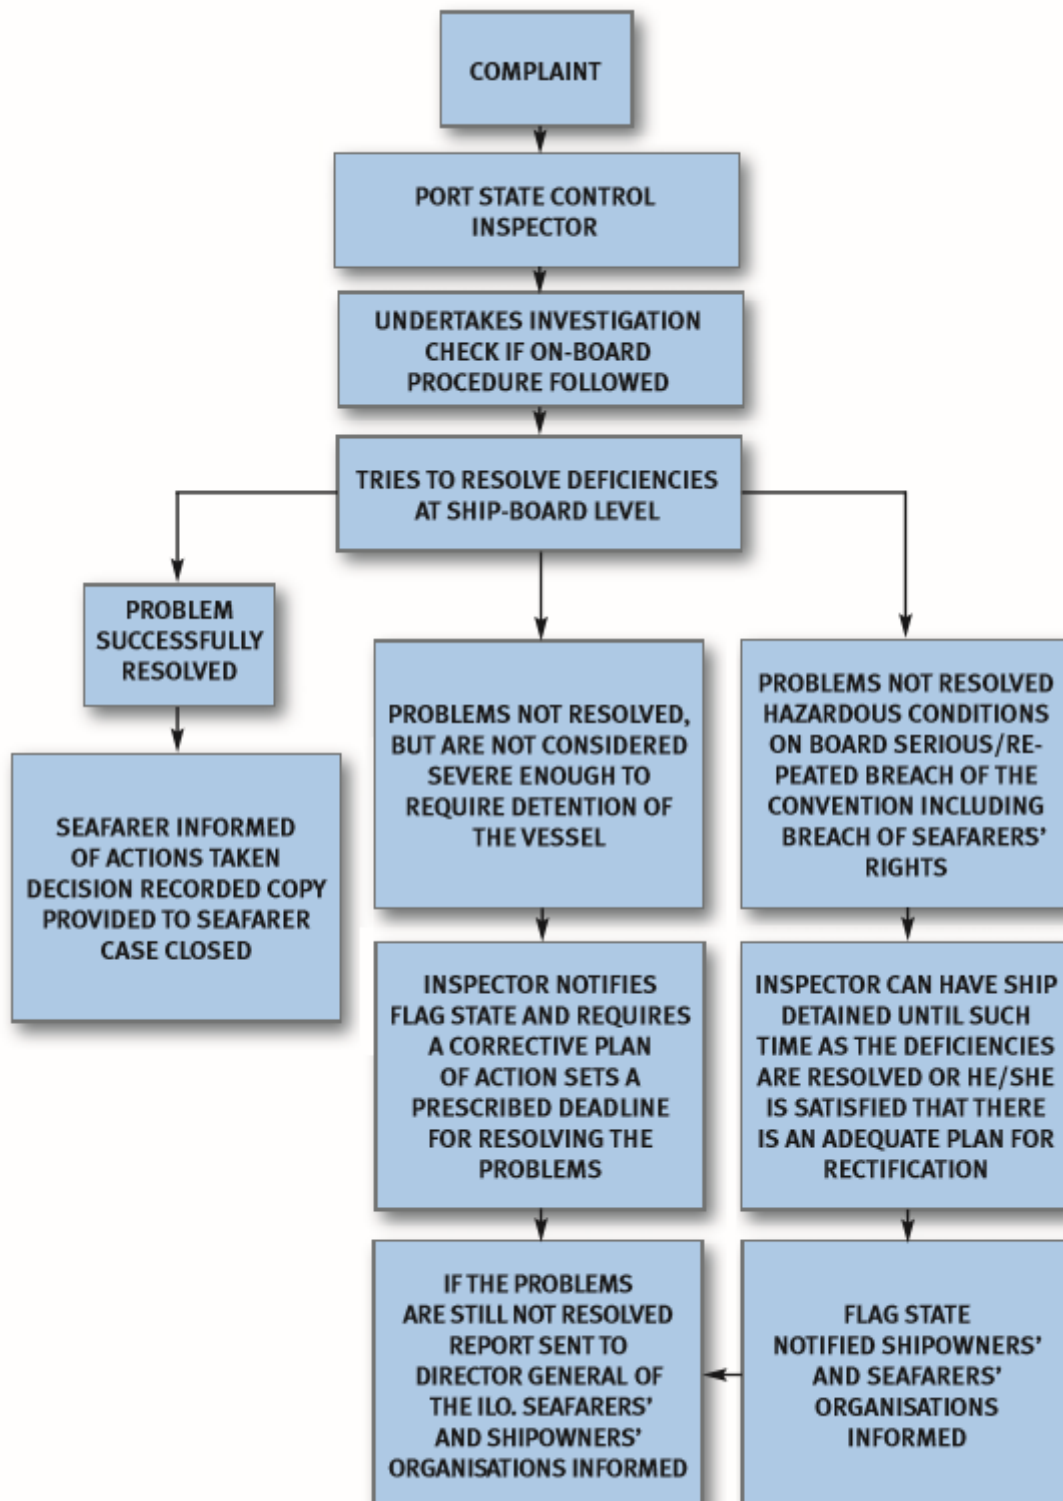 COMPLAINT
PORT STATE CONTROL
INSPECTOR
UNDERTAKES INVESTIGATION
CHECK IF ON-BOARD
PROCEDURE FOLLOWED
TRIES TO RESOLVE DEFICIENCIES
AT SHIP-BOARD LEVEL
PROBLEM
SUCCESSFULLY
RESOLVED
SEAFARER INFORMED
OF ACTIONS TAKEN
DECISION RECORDED COPY
PROVIDED TO SEAFARER
CASE CLOSED
PROBLEMS NOT RESOLVED,
BUT ARE NOT CONSIDERED
SEVERE ENOUGH TO
REQUIRE DETENTION OF
THE VESSEL
INSPECTOR NOTIFIES
FLAG STATE AND REQUIRES
A CORRECTIVE PLAN
OF ACTION SETS A
PRESCRIBED DEADLINE
FOR RESOLVING THE
PROBLEMS
IF THE PROBLEMS
ARE STILL NOT RESOLVED
REPORT SENT TO
DIRECTOR GENERAL OF
THE ILO. SEAFARERS’
AND SHIPOWNERS’
ORGANISATIONS INFORMED
PROBLEMS NOT RESOLVED
HAZARDOUS CONDITIONS
ON BOARD SERIOUS/RE-
PEATED BREACH OF THE
CONVENTION INCLUDING
BREACH OF SEAFARERS’
RIGHTS
INSPECTOR CAN HAVE SHIP
DETAINED UNTIL SUCH
TIME AS THE DEFICIENCIES
ARE RESOLVED OR HE/SHE
IS SATISFIED THAT THERE
IS AN ADEQUATE PLAN FOR
RECTIFICATION
FLAG STATE
NOTIFIED SHIPOWNERS’
AND SEAFARERS’
ORGANISATIONS
INFORMED